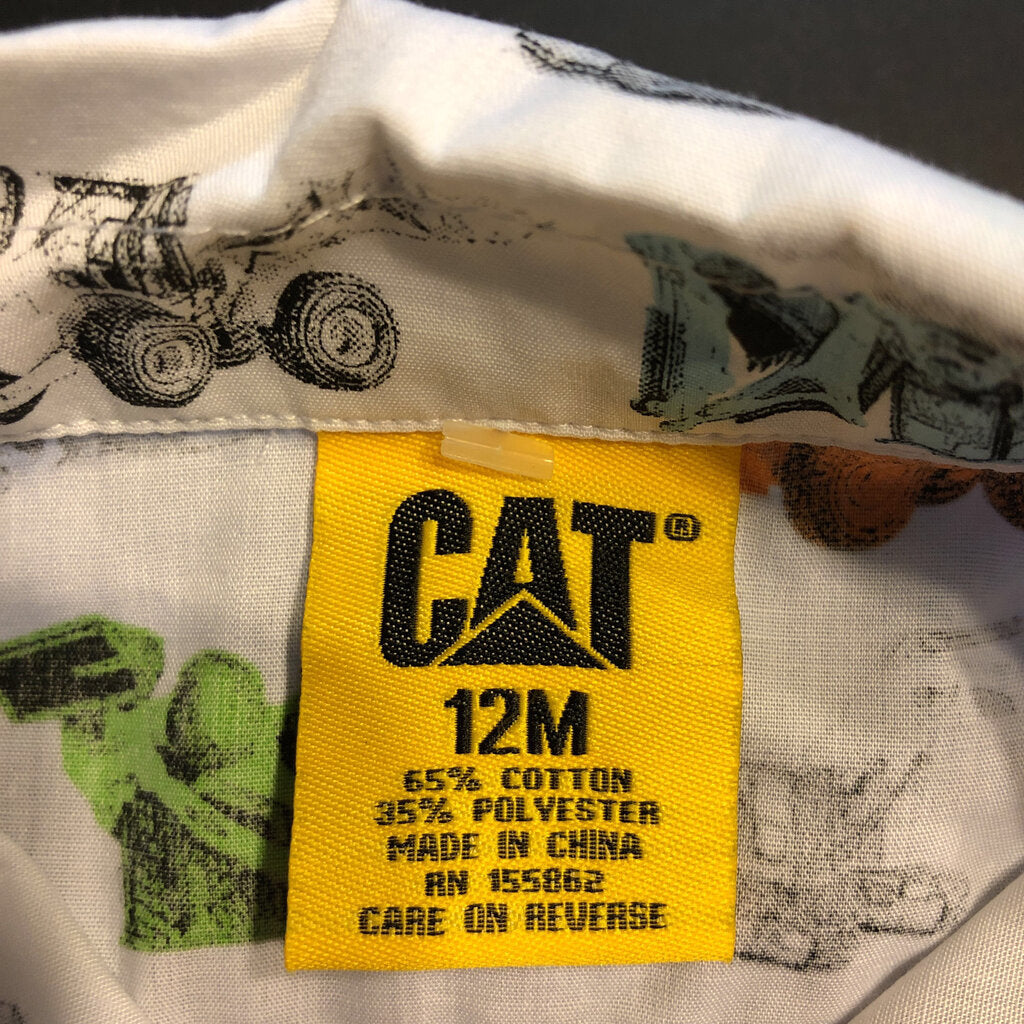 CAT®
12M
65% COTTON
35% POLYESTER
MADE IN CHINA
RN 155862
CARE ON REVERSE